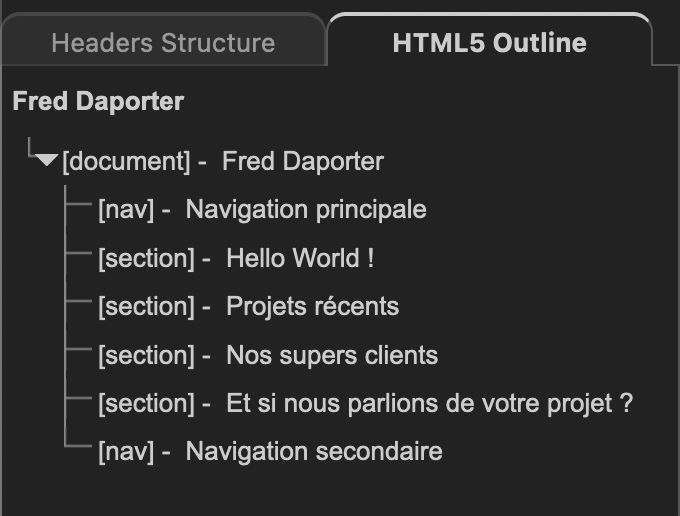 Headers Structure
HTML5 Outline
Fred Daporter
[document] - Fred Daporter
[nav] - Navigation principale
[section] - Hello World !
[section] - Projets récents
[section] - Nos supers clients
[section] - Et si nous parlions de votre projet ?
[nav] - Navigation secondaire